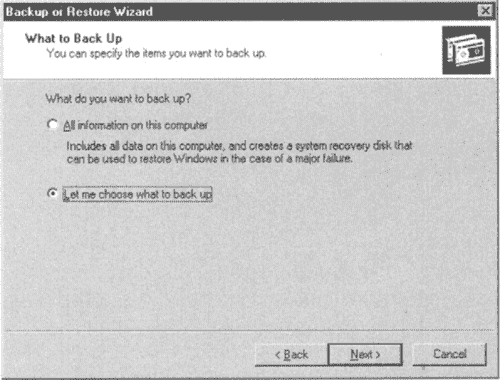 Backup or Restore Wizard
What to Back Up
You can specify the items you want to back up.
What do you want to back up?
All information on this computer
Includes all data on this computer, and creates a system recovery disk that
can be used to restore Windows in the case of a major failure.
Let me choose what to back up
< Back
Next >
Cancel